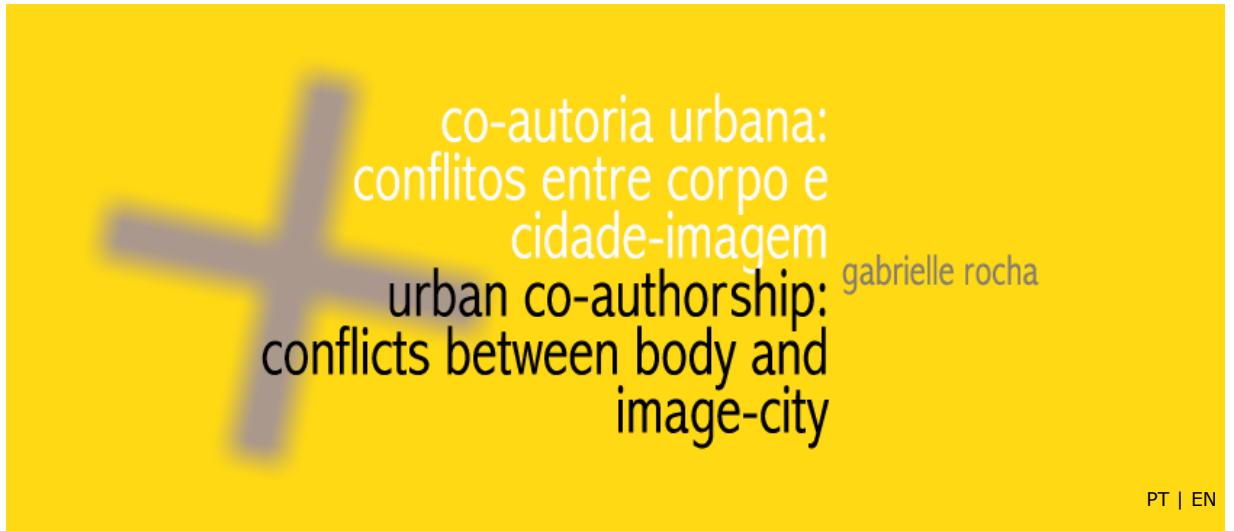 co-autoria urbana:
conflitos entre corpo e
cidade-imagem
urban co-authorship:
conflicts between body and
image-city
gabrielle rocha
PT | EN